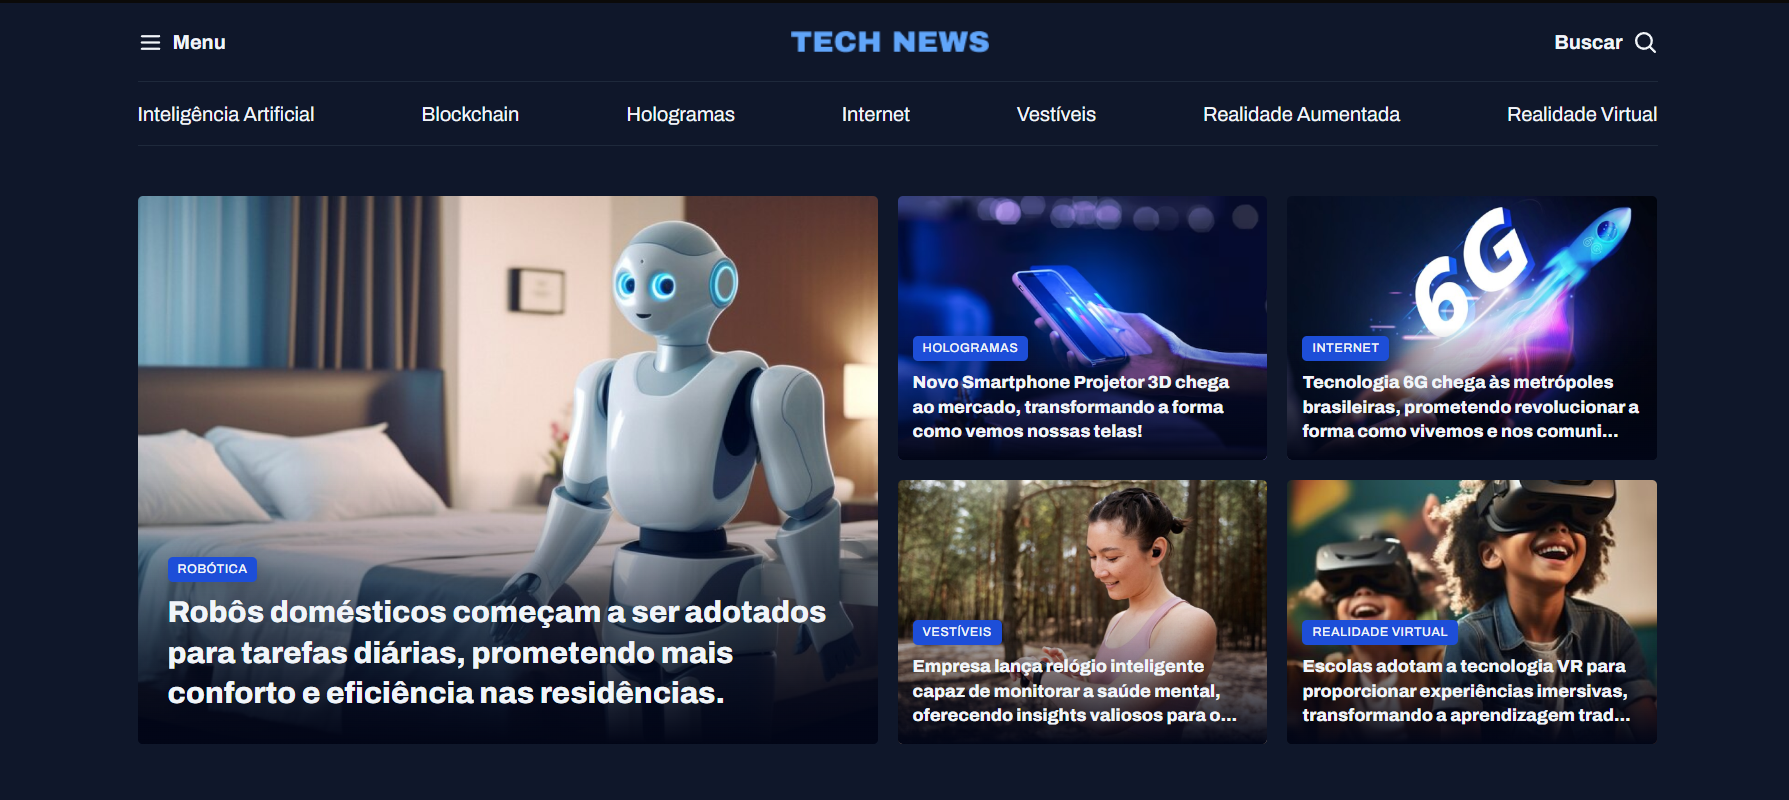 Menu
TECH NEWS
Buscar
Inteligência Artificial
Blockchain
Hologramas
Internet
Vestíveis
Realidade Aumentada
Realidade Virtual
ROBÓTICA
Robôs domésticos começam a ser adotados
para tarefas diárias, prometendo mais
conforto e eficiência nas residências.
HOLOGRAMAS
Novo Smartphone Projetor 3D chega
ao mercado, transformando a forma
como vemos nossas telas!
6G
INTERNET
Tecnologia 6G chega às metrópoles
brasileiras, prometendo revolucionar a
forma como vivemos e nos comuni...
VESTÍVEIS
Empresa lança relógio inteligente
capaz de monitorar a saúde mental,
oferecendo insights valiosos para o...
REALIDADE VIRTUAL
Escolas adotam a tecnologia VR para
proporcionar experiências imersivas,
transformando a aprendizagem trad...